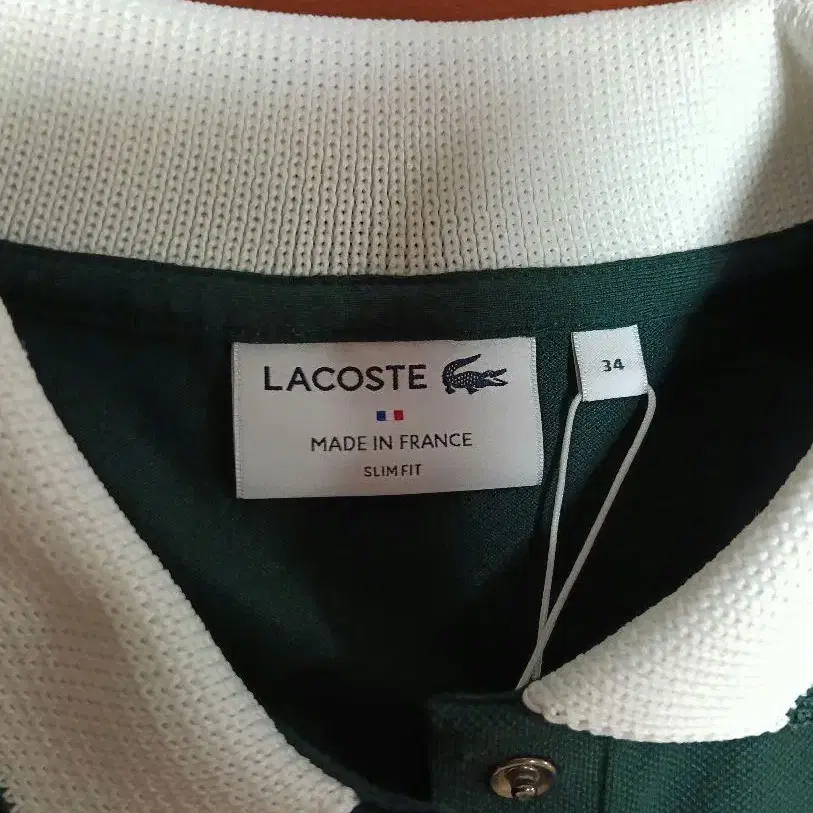 LACOSTE
MADE IN FRANCE
SLIM FIT
34